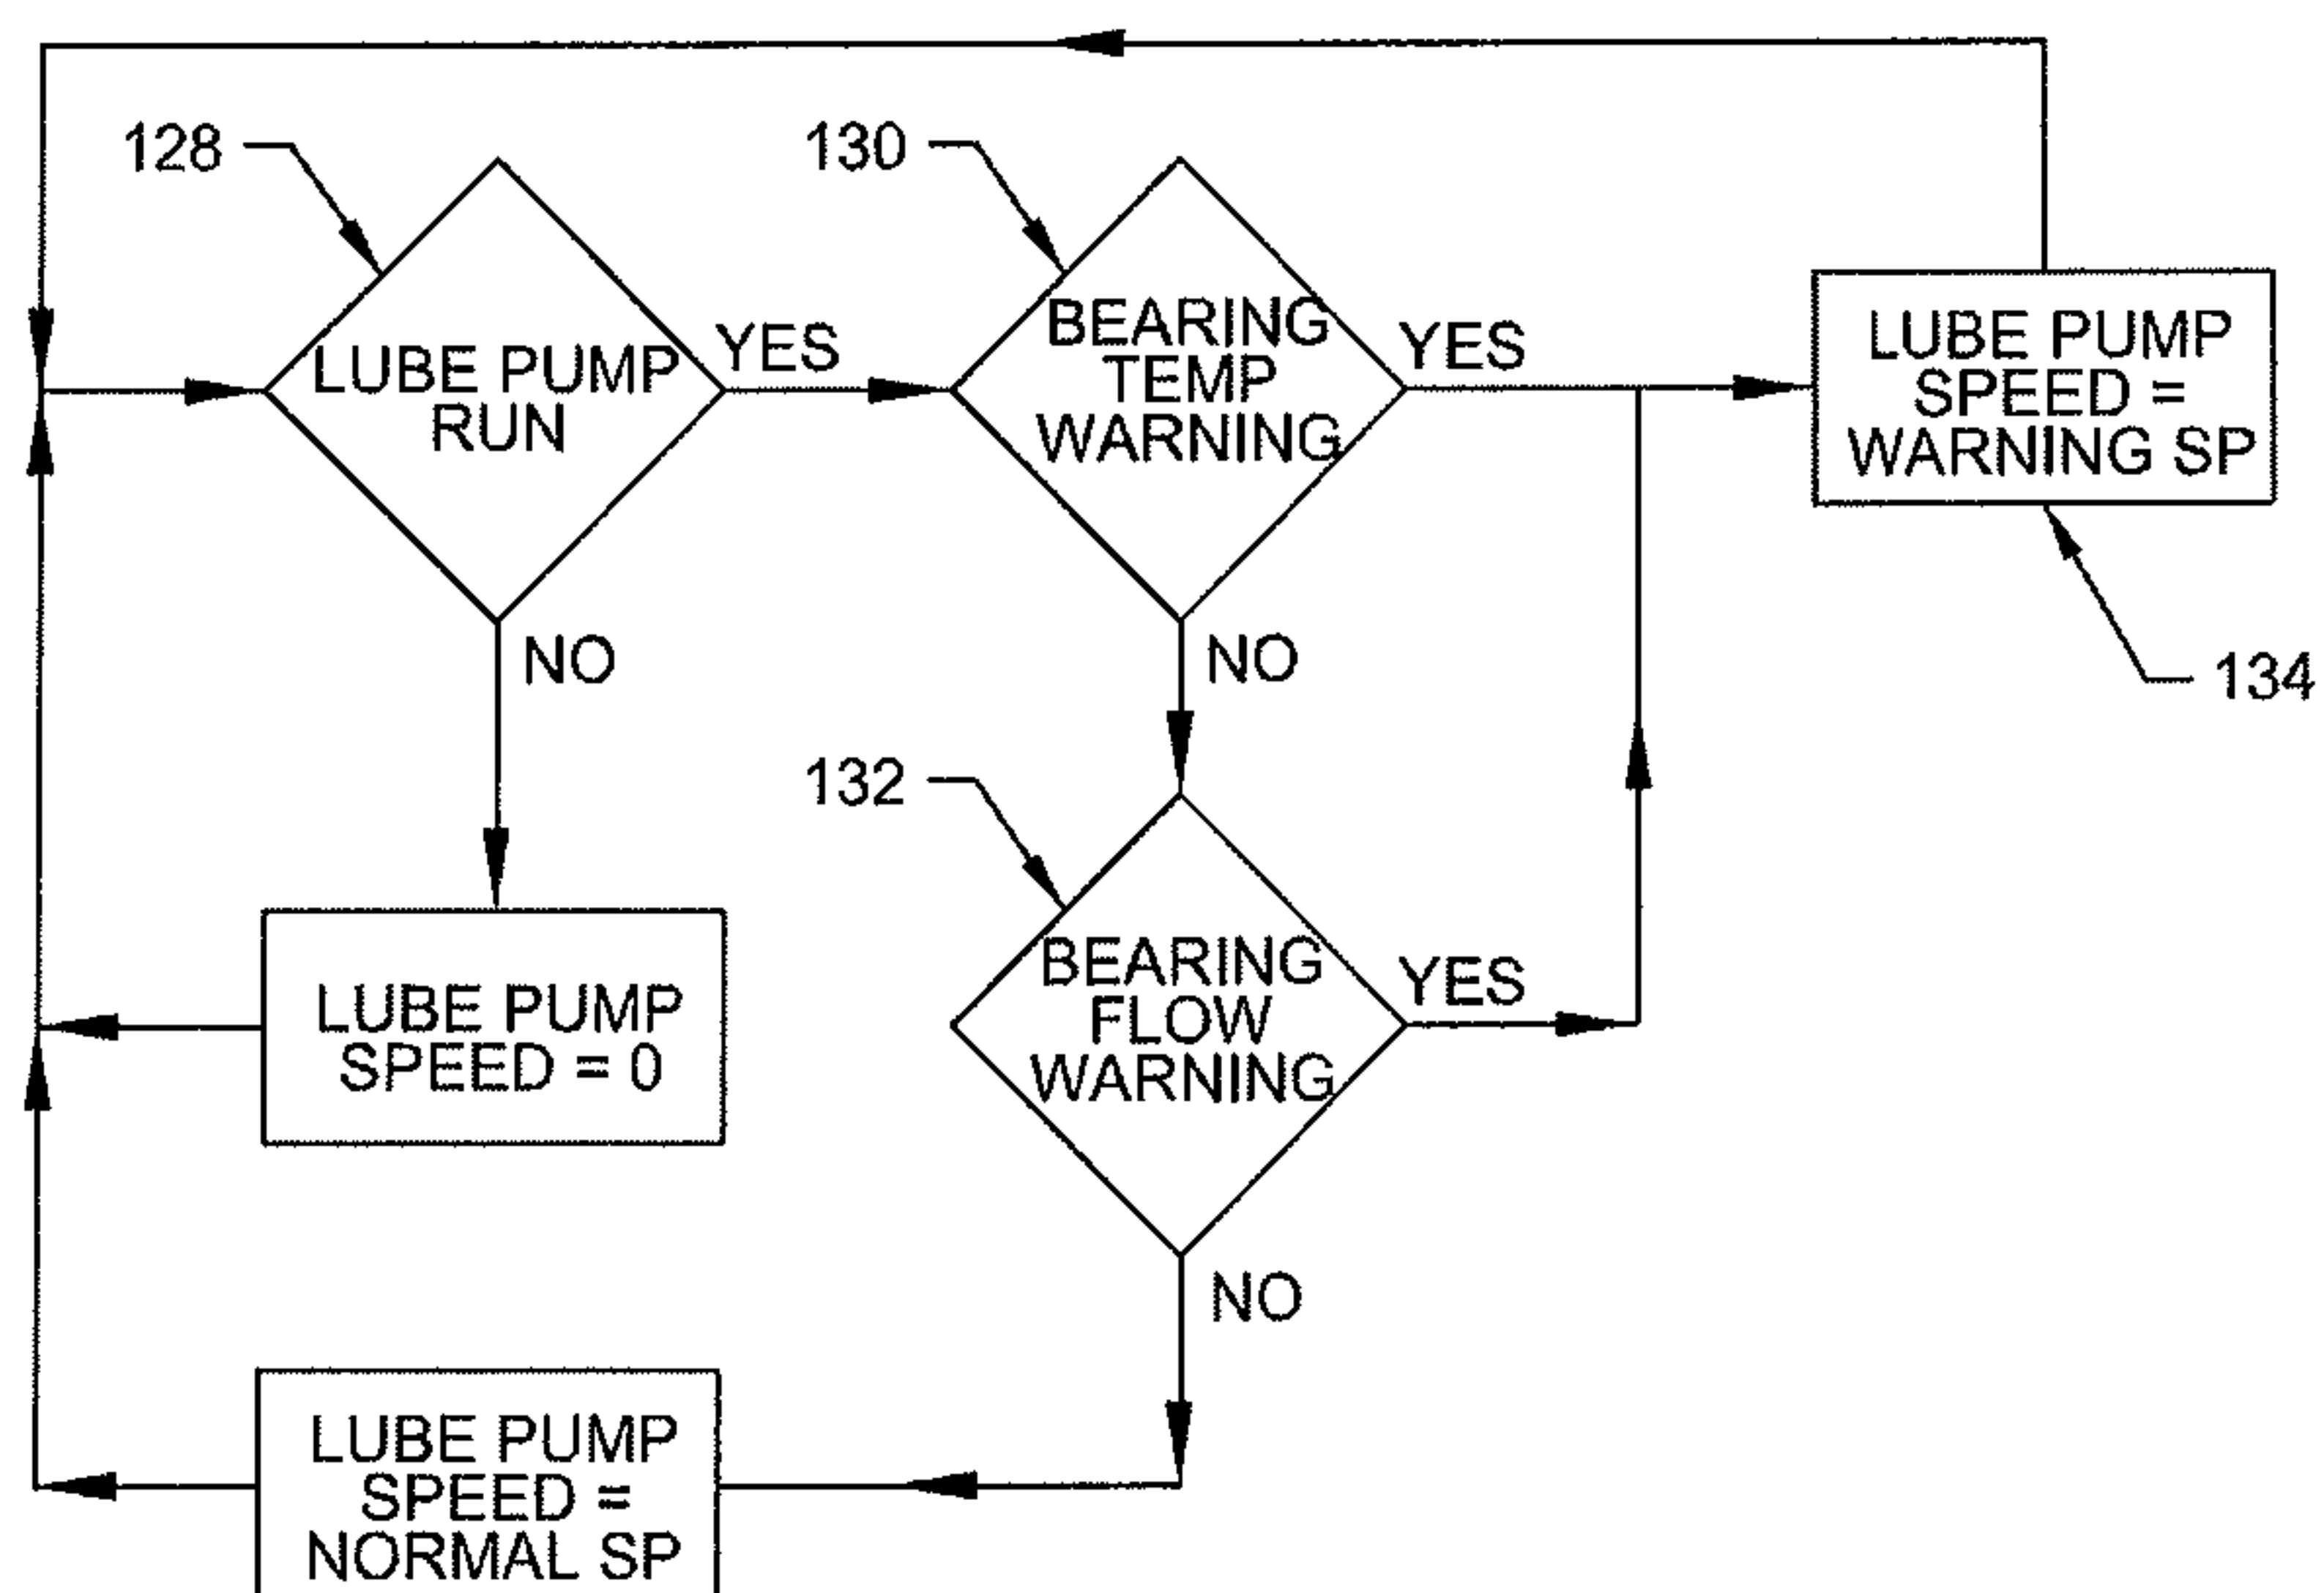 128
130
LUBE PUMP
RUN
YES
BEARING
TEMP
WARNING
YES
LUBE PUMP
SPEED =
WARNING SP
134
NO
NO
132
LUBE PUMP
SPEED = 0
BEARING
FLOW
WARNING
YES
NO
LUBE PUMP
SPEED =
NORMAL SP